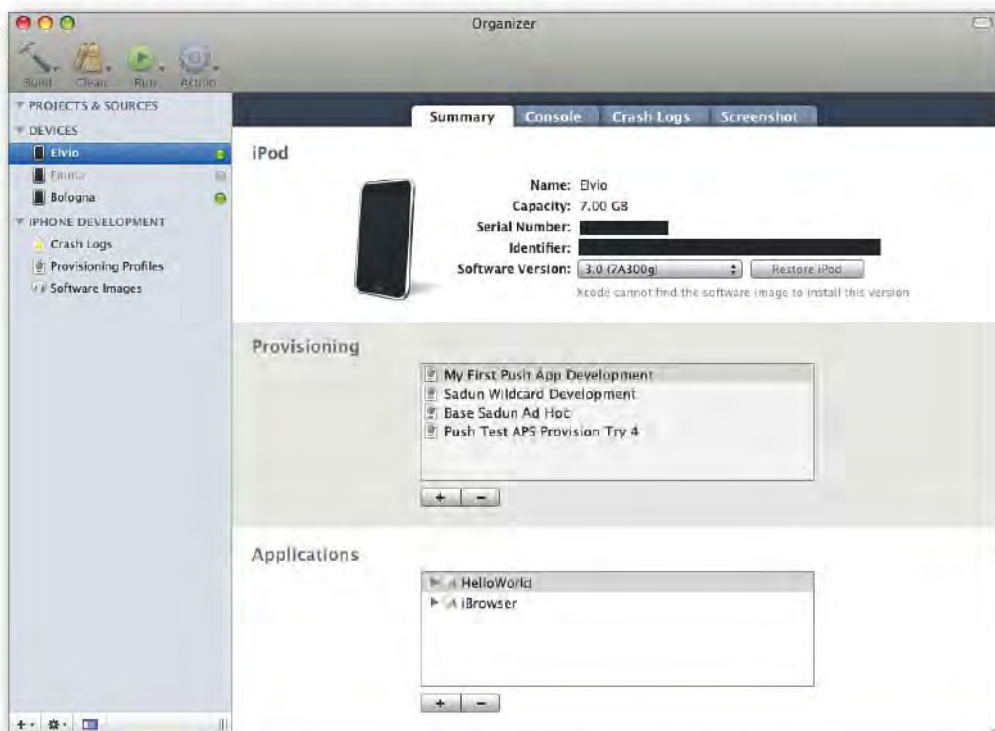 Organizer
Build Clean Run Action
PROJECTS & SOURCES
DEVICES
Elvio
Emma
Bologna
IPHONE DEVELOPMENT
Crash Logs
Provisioning Profiles
Software Images
Summary Console Crash Logs Screenshot
iPod
Name: Elvio
Capacity: 7.00 GB
Serial Number:
Identifier:
Software Version: 3.0 (7A300g) Restore iPod
Xcode cannot find the software image to install this version
Provisioning
My First Push App Development
Sadun Wildcard Development
Base Sadun Ad Hoc
Push Test APS Provision Try 4
+ −
Applications
HelloWorld
iBrowser
+ −